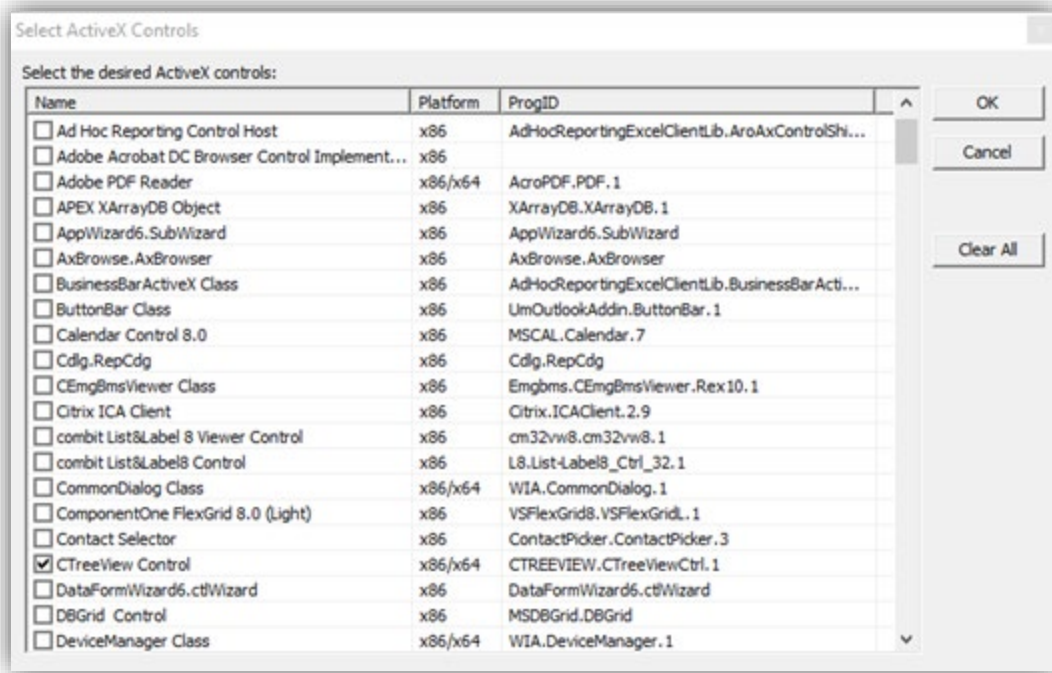 Select ActiveX Controls
Select the desired ActiveX controls:
Name Platform ProgID
Ad Hoc Reporting Control Host x86 AdHocReportingExcelClientLib.AroAxControlShi...
Adobe Acrobat DC Browser Control Implement... x86
Adobe PDF Reader x86/x64 AcroPDF.PDF.1
APEX XArrayDB Object x86 XArrayDB.XArrayDB.1
AppWizard6.SubWizard x86 AppWizard6.SubWizard
AxBrowse.AxBrowser x86 AxBrowse.AxBrowser
BusinessBarActiveX Class x86 AdHocReportingExcelClientLib.BusinessBarActi...
ButtonBar Class x86 UmOutlookAddin.ButtonBar.1
Calendar Control 8.0 x86 MSCAL.Calendar.7
Cdlg.RepCdg x86 Cdlg.RepCdg
CEmgBmsViewer Class x86 Emgbms.CEmgBmsViewer.Rex10.1
Citrix ICA Client x86 Citrix.ICAClient.2.9
combit List&Label 8 Viewer Control x86 cm32vw8.cm32vw8.1
combit List&Label8 Control x86 L8.List-Label8_Ctrl_32.1
CommonDialog Class x86/x64 WIA.CommonDialog.1
ComponentOne FlexGrid 8.0 (Light) x86 VSFlexGrid8.VSFlexGridL.1
Contact Selector x86 ContactPicker.ContactPicker.3
CTreeView Control x86/x64 CTREEVIEW.CTreeViewCtrl.1
DataFormWizard6.ctlWizard x86 DataFormWizard6.ctlWizard
DBGrid Control x86 MSDBGrid.DBGrid
DeviceManager Class x86/x64 WIA.DeviceManager.1
OK
Cancel
Clear All